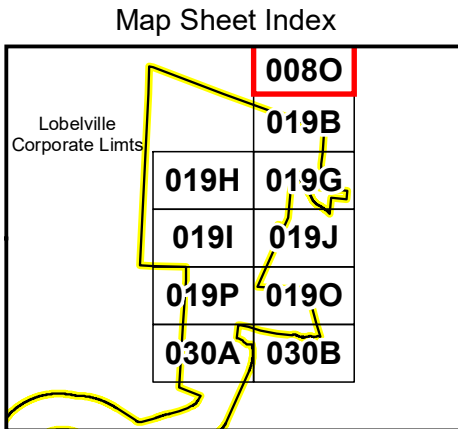 Map Sheet Index
008O
Lobelville
Corporate Limts
019B
019H 019G
019I 019J
019P 019O
030A 030B